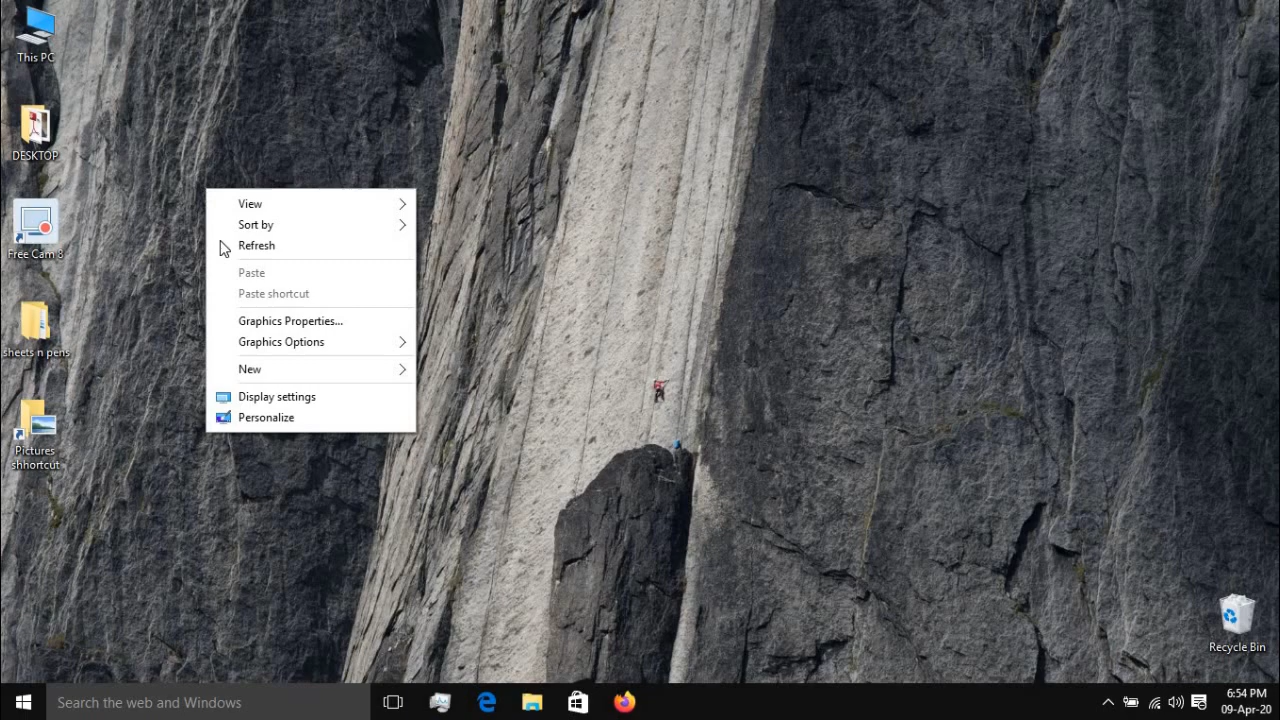 This PC
DESKTOP
Free Cam 8
sheets n pens
Pictures
shhortcut
View
Sort by
Refresh
Paste
Paste shortcut
Graphics Properties...
Graphics Options
New
Display settings
Personalize
Recycle Bin
Search the web and Windows
6:54 PM
09-Apr-20